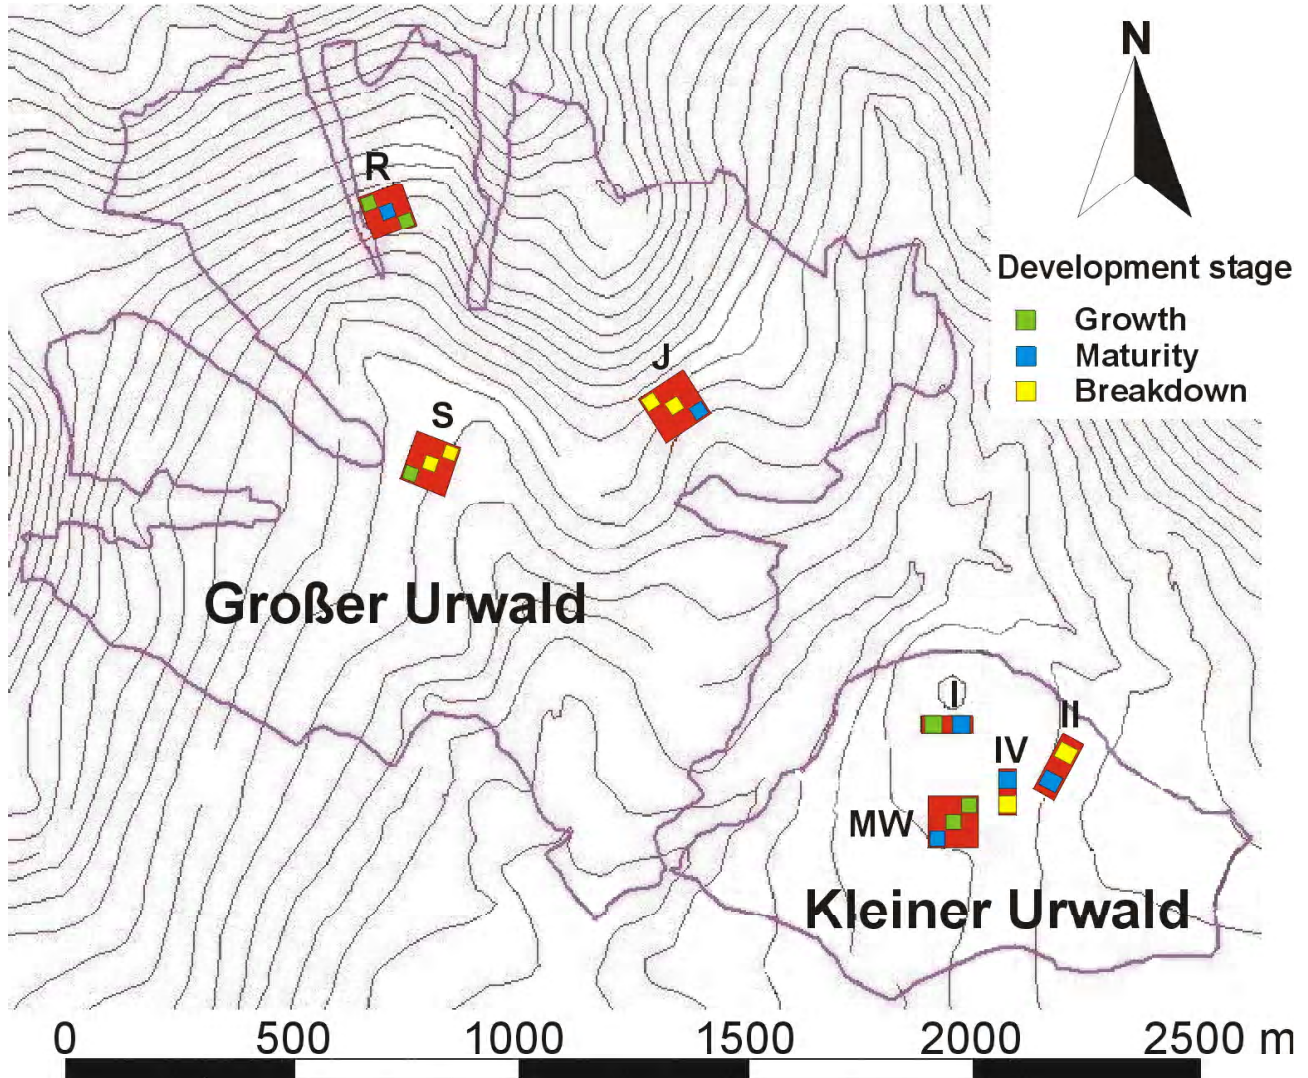 N
R
Development stage
Growth
Maturity
Breakdown
J
S
Großer Urwald
I
II
IV
MW
Kleiner Urwald
0 500 1000 1500 2000 2500 m